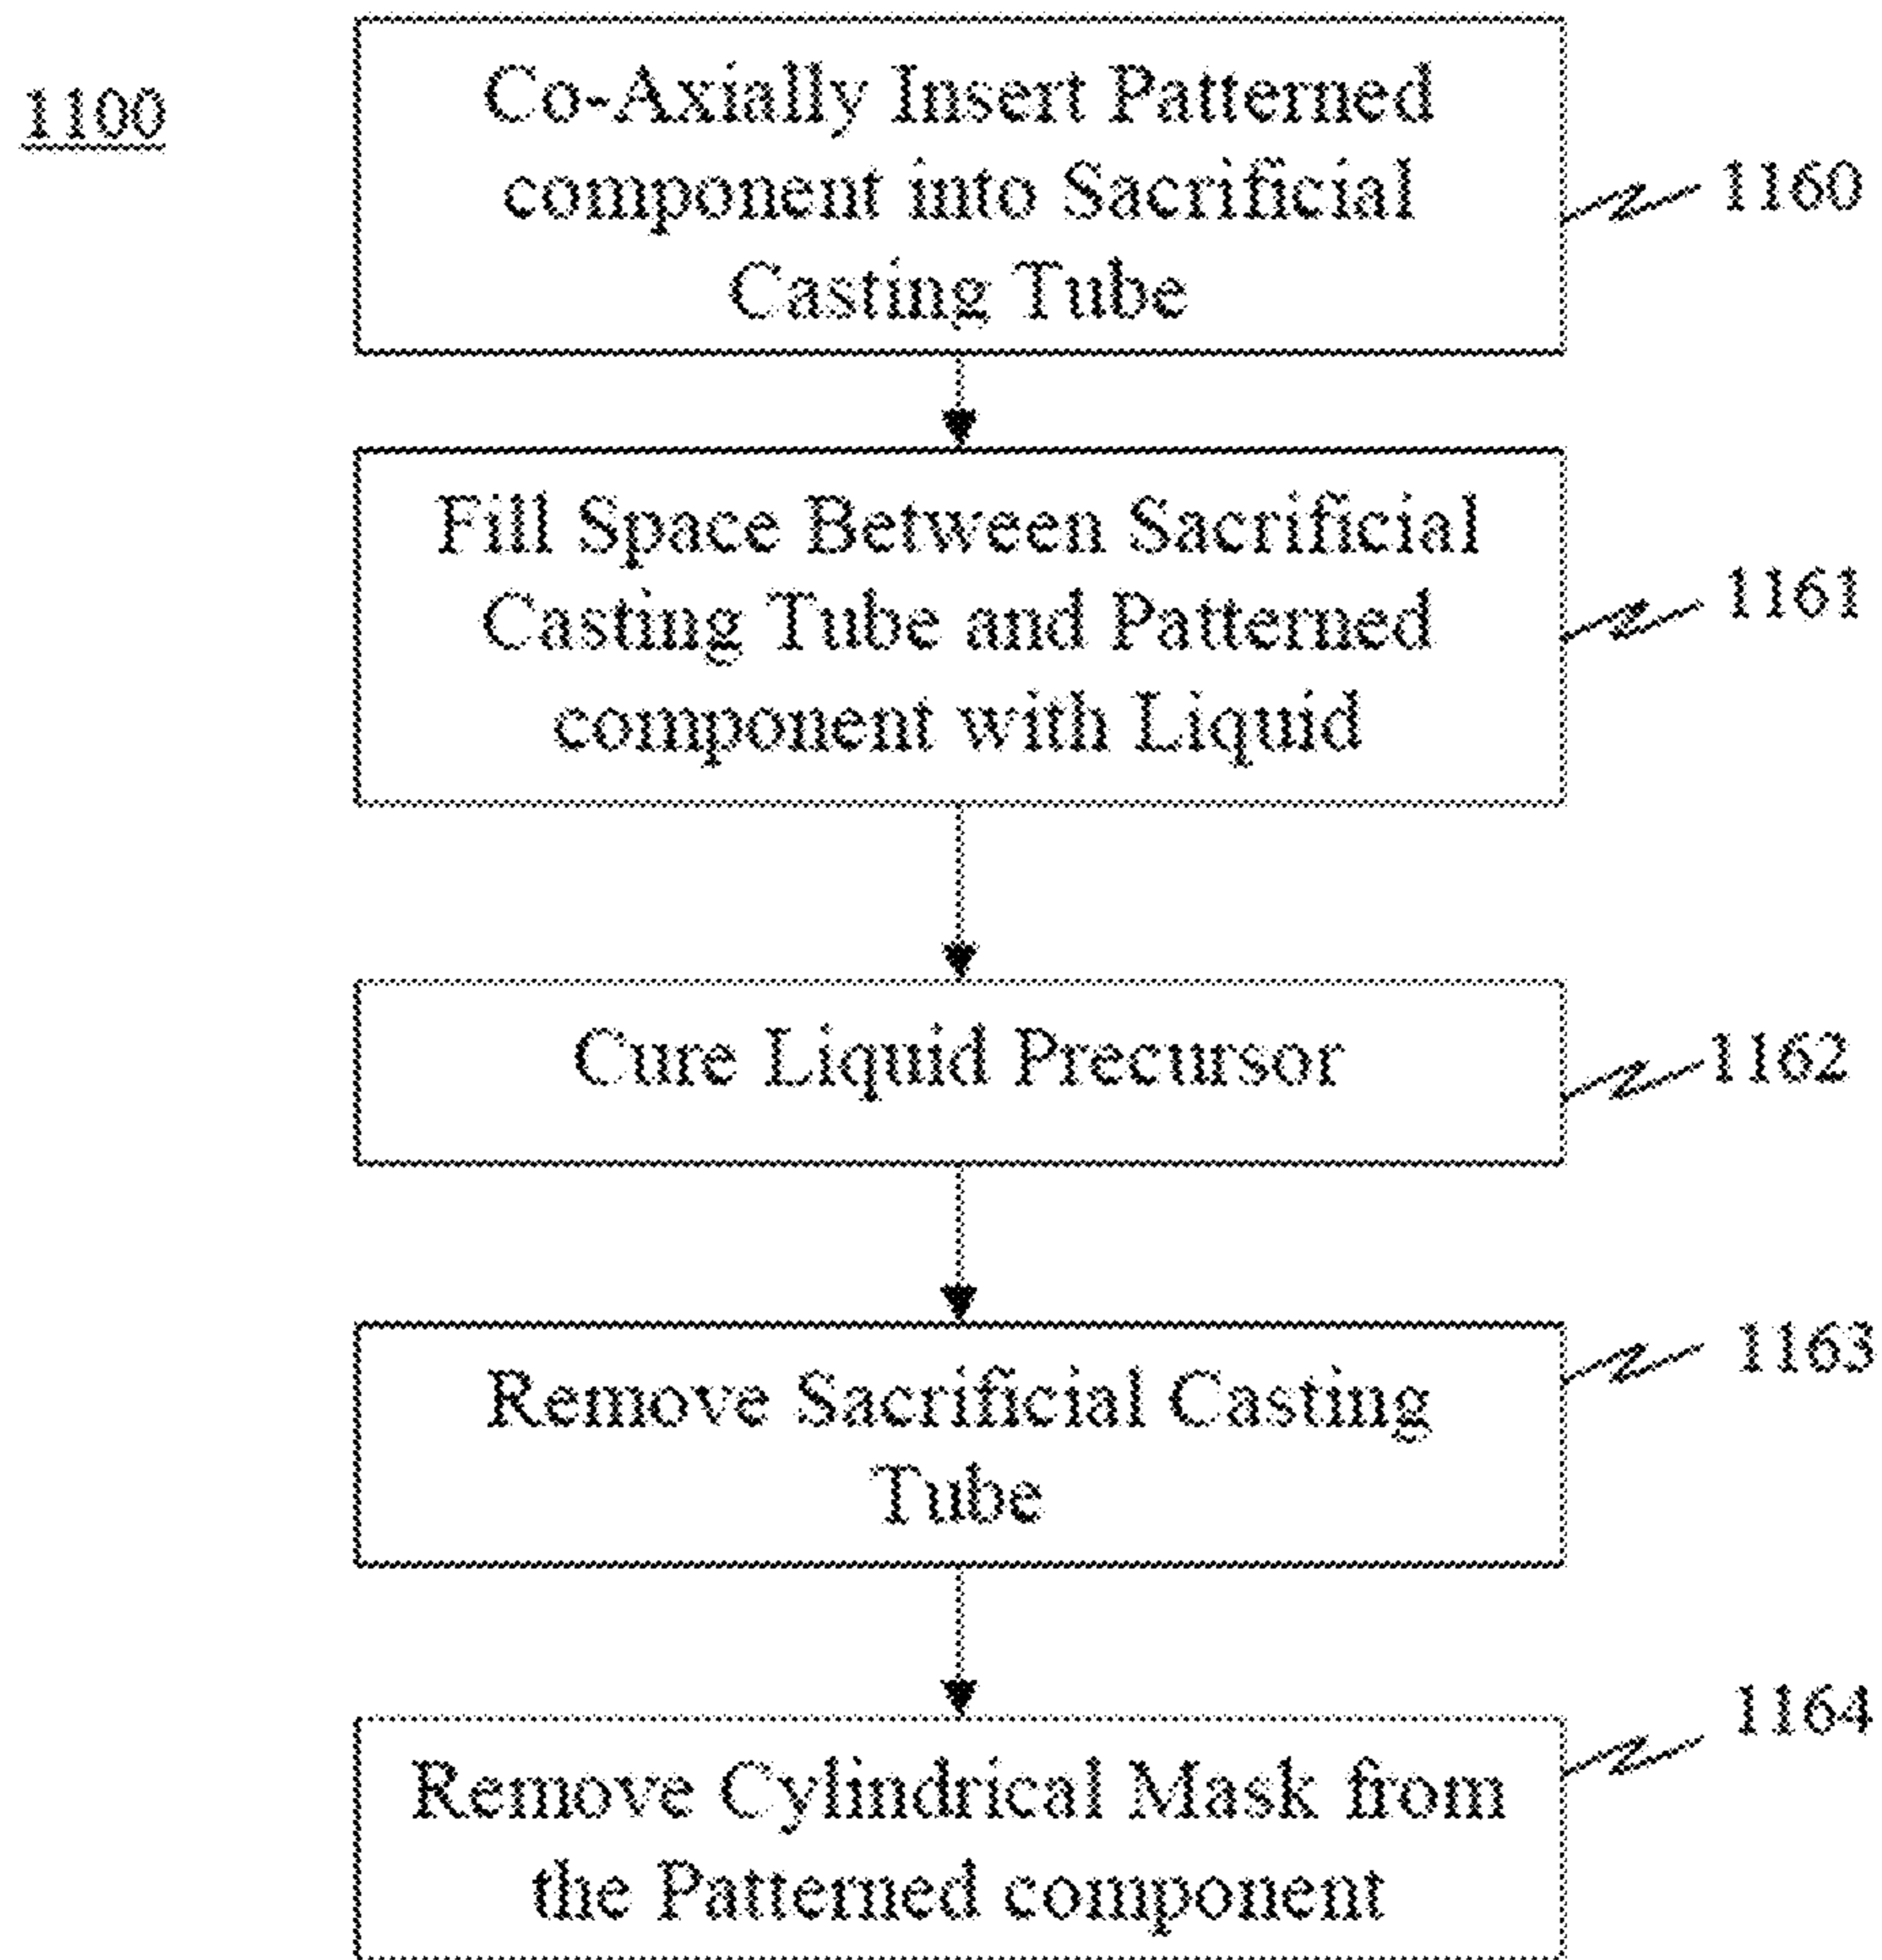 1100
Co-Axially Insert Patterned
component into Sacrificial
Casting Tube
1160
Fill Space Between Sacrificial
Casting Tube and Patterned
component with Liquid
1161
Cure Liquid Precursor
1162
Remove Sacrificial Casting
Tube
1163
Remove Cylindrical Mask from
the Patterned component
1164